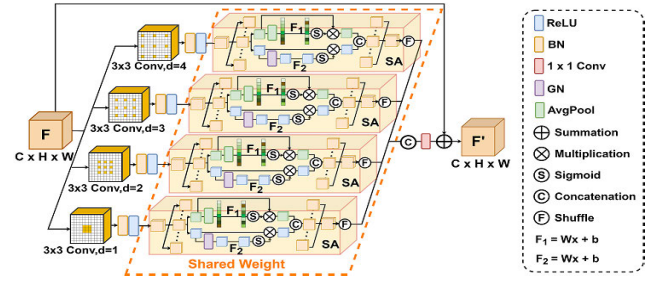 F
C x H x W
3x3 Conv,d=4
3x3 Conv,d=3
3x3 Conv,d=2
3x3 Conv,d=1
F₁
F₂
S
X
C
SA
F
F₁
F₂
S
X
C
SA
F
F₁
F₂
S
X
C
SA
F
F₁
F₂
S
X
C
SA
F
Shared Weight
C
F'
C x H x W
ReLU
BN
1 x 1 Conv
GN
AvgPool
Summation
Multiplication
S Sigmoid
C Concatenation
F Shuffle
F₁ = Wx + b
F₂ = Wx + b